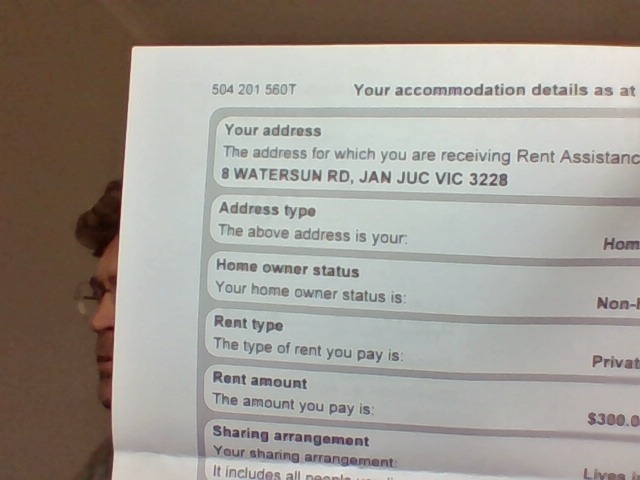 504 201 560T Your accommodation details as at
Your address
The address for which you are receiving Rent Assistanc
8 WATERSUN RD, JAN JUC VIC 3228
Address type
The above address is your: Hom
Home owner status
Your home owner status is: Non-
Rent type
The type of rent you pay is: Privat
Rent amount
The amount you pay is: $300.0
Sharing arrangement
Your sharing arrangement: Lives
It includes all people